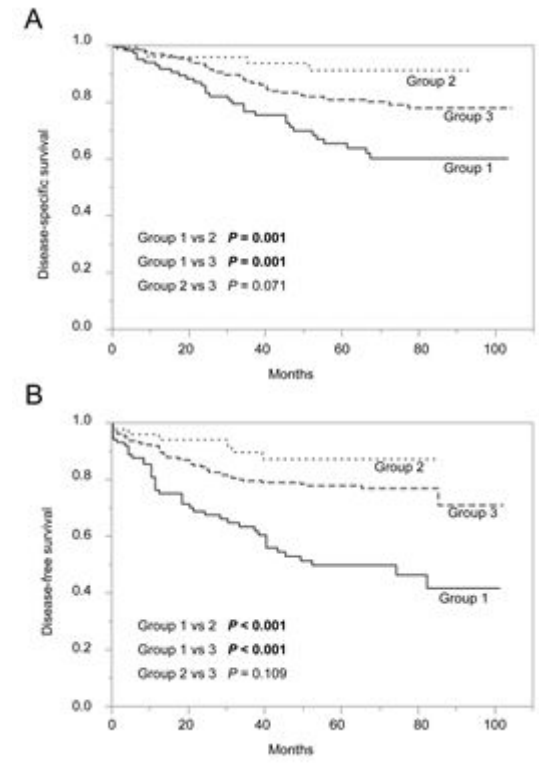 A
1.0
0.8
0.6
0.4
0.2
0.0
Disease-specific survival
Group 2
Group 3
Group 1
Group 1 vs 2 P = 0.001
Group 1 vs 3 P = 0.001
Group 2 vs 3 P = 0.071
0 20 40 60 80 100
Months
B
1.0
0.8
0.6
0.4
0.2
0.0
Disease-free survival
Group 2
Group 3
Group 1
Group 1 vs 2 P < 0.001
Group 1 vs 3 P < 0.001
Group 2 vs 3 P = 0.109
0 20 40 60 80 100
Months